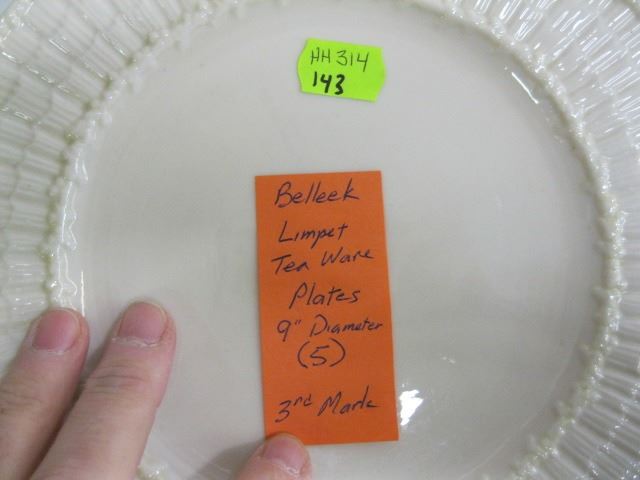 HH 314
143
Belleek
Limpet
Tea Ware
Plates
9" Diameter
(5)
3rd Mark